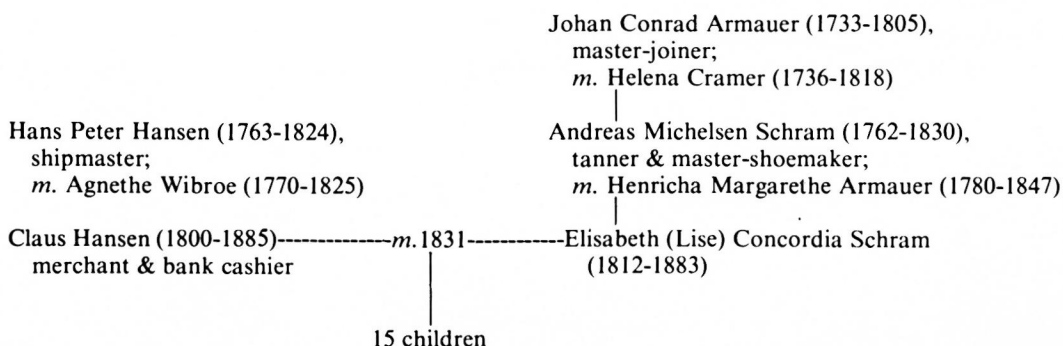 Johan Conrad Armauer (1733-1805),
master-joiner;
m. Helena Cramer (1736-1818)
Hans Peter Hansen (1763-1824),
shipmaster;
m. Agnethe Wibroe (1770-1825)
Andreas Michelsen Schram (1762-1830),
tanner & master-shoemaker;
m. Henricha Margarethe Armauer (1780-1847)
Claus Hansen (1800-1885)--------------m.1831-----------Elisabeth (Lise) Concordia Schram
merchant & bank cashier
(1812-1883)
15 children